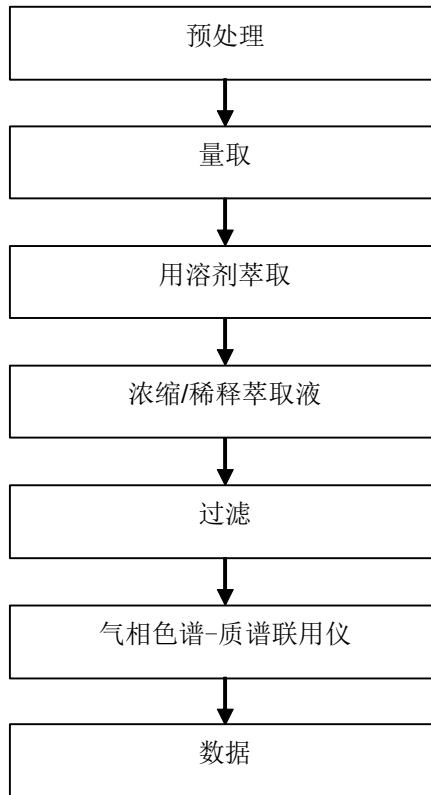 预处理
量取
用溶剂萃取
浓缩/稀释萃取液
过滤
气相色谱-质谱联用仪
数据